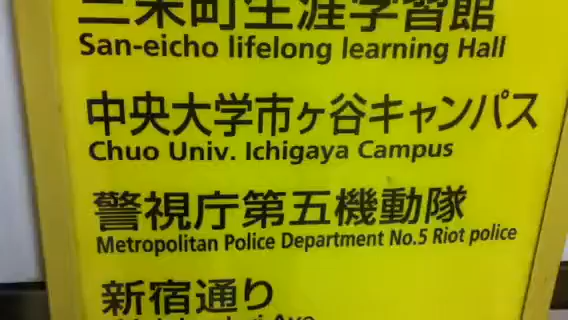 三栄町生涯学習館
San-eicho lifelong learning Hall
中央大学市ヶ谷キャンパス
Chuo Univ. Ichigaya Campus
警視庁第五機動隊
Metropolitan Police Department No.5 Riot police
新宿通り
Ave